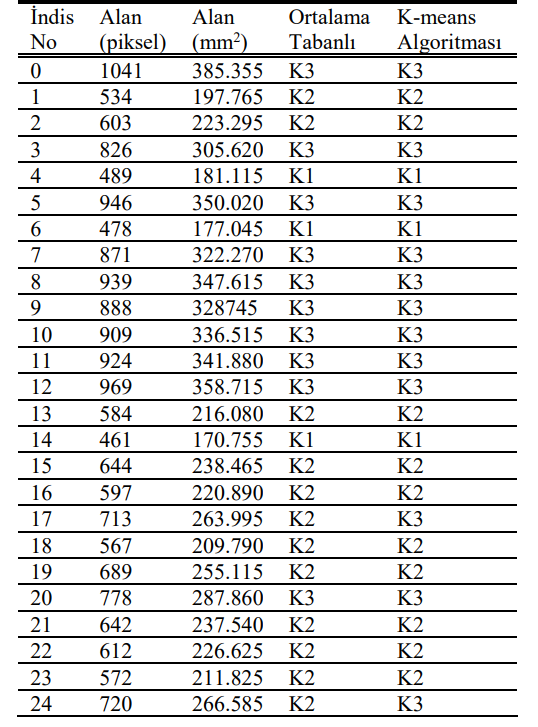 İndis Alan Alan Ortalama K-means
No (piksel) (mm²) Tabanlı Algoritması
0 1041 385.355 K3 K3
1 534 197.765 K2 K2
2 603 223.295 K2 K2
3 826 305.620 K3 K3
4 489 181.115 K1 K1
5 946 350.020 K3 K3
6 478 177.045 K1 K1
7 871 322.270 K3 K3
8 939 347.615 K3 K3
9 888 328745 K3 K3
10 909 336.515 K3 K3
11 924 341.880 K3 K3
12 969 358.715 K3 K3
13 584 216.080 K2 K2
14 461 170.755 K1 K1
15 644 238.465 K2 K2
16 597 220.890 K2 K2
17 713 263.995 K2 K3
18 567 209.790 K2 K2
19 689 255.115 K2 K2
20 778 287.860 K3 K3
21 642 237.540 K2 K2
22 612 226.625 K2 K2
23 572 211.825 K2 K2
24 720 266.585 K2 K3